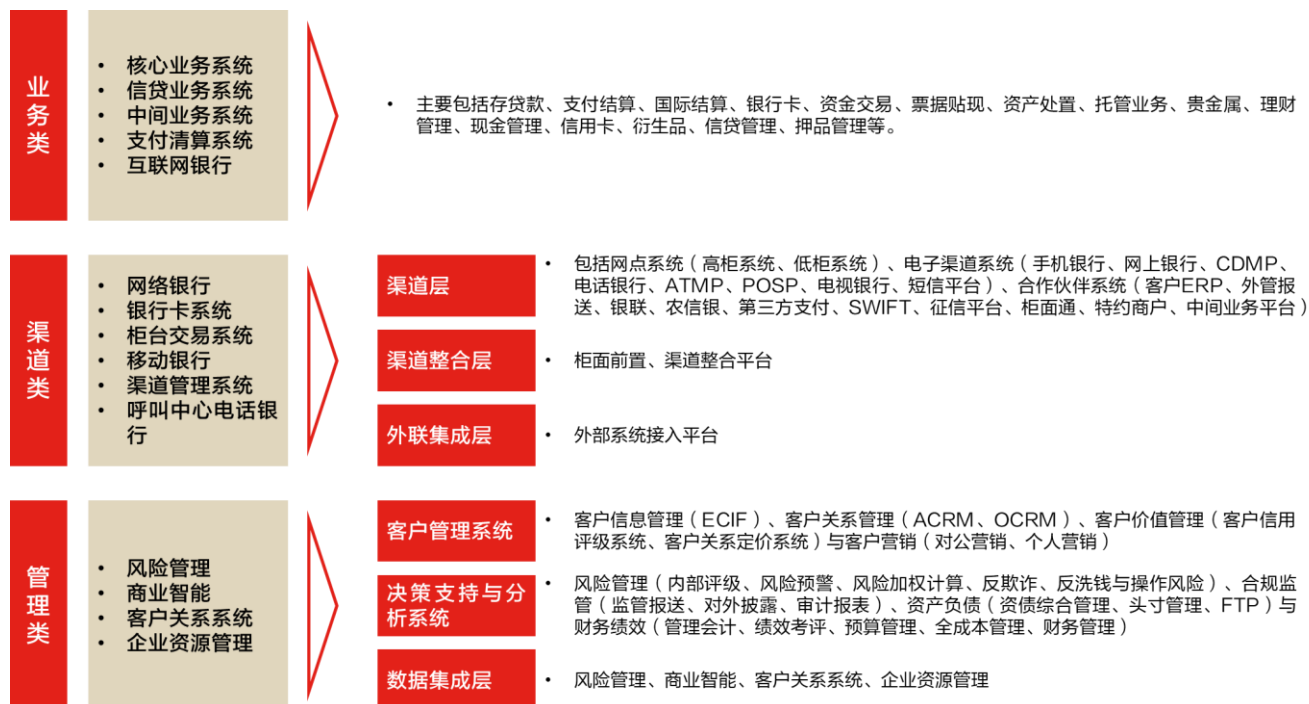 业务类
• 核心业务系统
• 信贷业务系统
• 中间业务系统
• 支付清算系统
• 互联网银行
• 主要包括存贷款、支付结算、国际结算、银行卡、资金交易、票据贴现、资产处置、托管业务、贵金属、理财
管理、现金管理、信用卡、衍生品、信贷管理、押品管理等。
渠道类
• 网络银行
• 银行卡系统
• 柜台交易系统
• 移动银行
• 渠道管理系统
• 呼叫中心电话银
行
渠道层
• 包括网点系统（高柜系统、低柜系统）、电子渠道系统（手机银行、网上银行、CDMP、
电话银行、ATMP、POSP、电视银行、短信平台）、合作伙伴系统（客户ERP、外管报
送、银联、农信银、第三方支付、SWIFT、征信平台、柜面通、特约商户、中间业务平台）
渠道整合层
• 柜面前置、渠道整合平台
外联集成层
• 外部系统接入平台
管理类
• 风险管理
• 商业智能
• 客户关系系统
• 企业资源管理
客户管理系统
• 客户信息管理（ECIF）、客户关系管理（ACRM、OCRM）、客户价值管理（客户信用
评级系统、客户关系定价系统）与客户营销（对公营销、个人营销）
决策支持与分
析系统
• 风险管理（内部评级、风险预警、风险加权计算、反欺诈、反洗钱与操作风险）、合规监
管（监管报送、对外披露、审计报表）、资产负债（资债综合管理、头寸管理、FTP）与
财务绩效（管理会计、绩效考评、预算管理、全成本管理、财务管理）
数据集成层
• 风险管理、商业智能、客户关系系统、企业资源管理